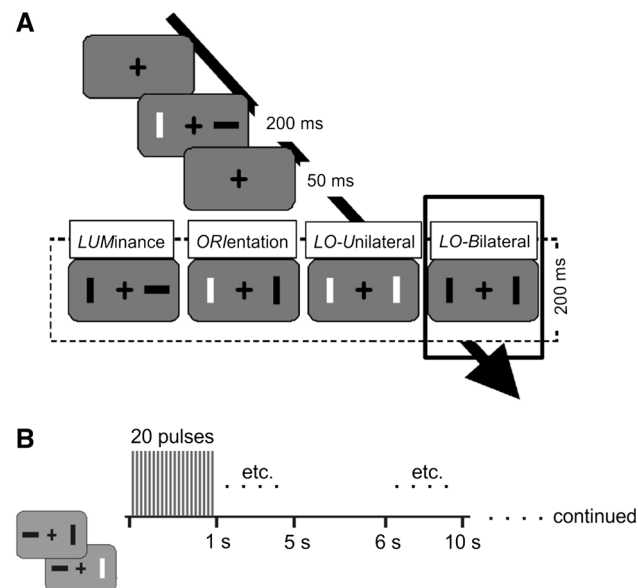 A
200 ms
50 ms
LUMinance ORIentation LO-Unilateral LO-Bilateral
200 ms
B
20 pulses
etc. etc.
continued
1 s 5 s 6 s 10 s